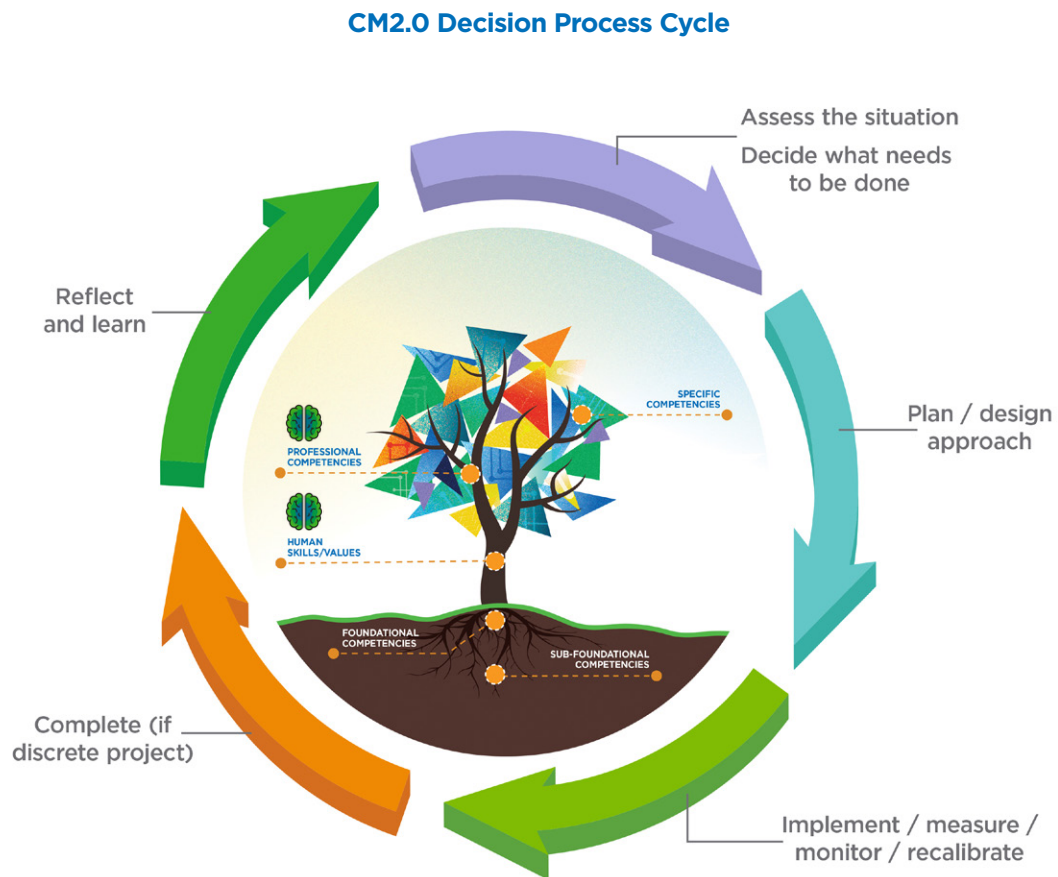 CM2.0 Decision Process Cycle
Assess the situation
Decide what needs
to be done
Plan / design
approach
Implement / measure /
monitor / recalibrate
Complete (if
discrete project)
Reflect
and learn
SPECIFIC
COMPETENCIES
PROFESSIONAL
COMPETENCIES
HUMAN
SKILLS/VALUES
FOUNDATIONAL
COMPETENCIES
SUB-FOUNDATIONAL
COMPETENCIES